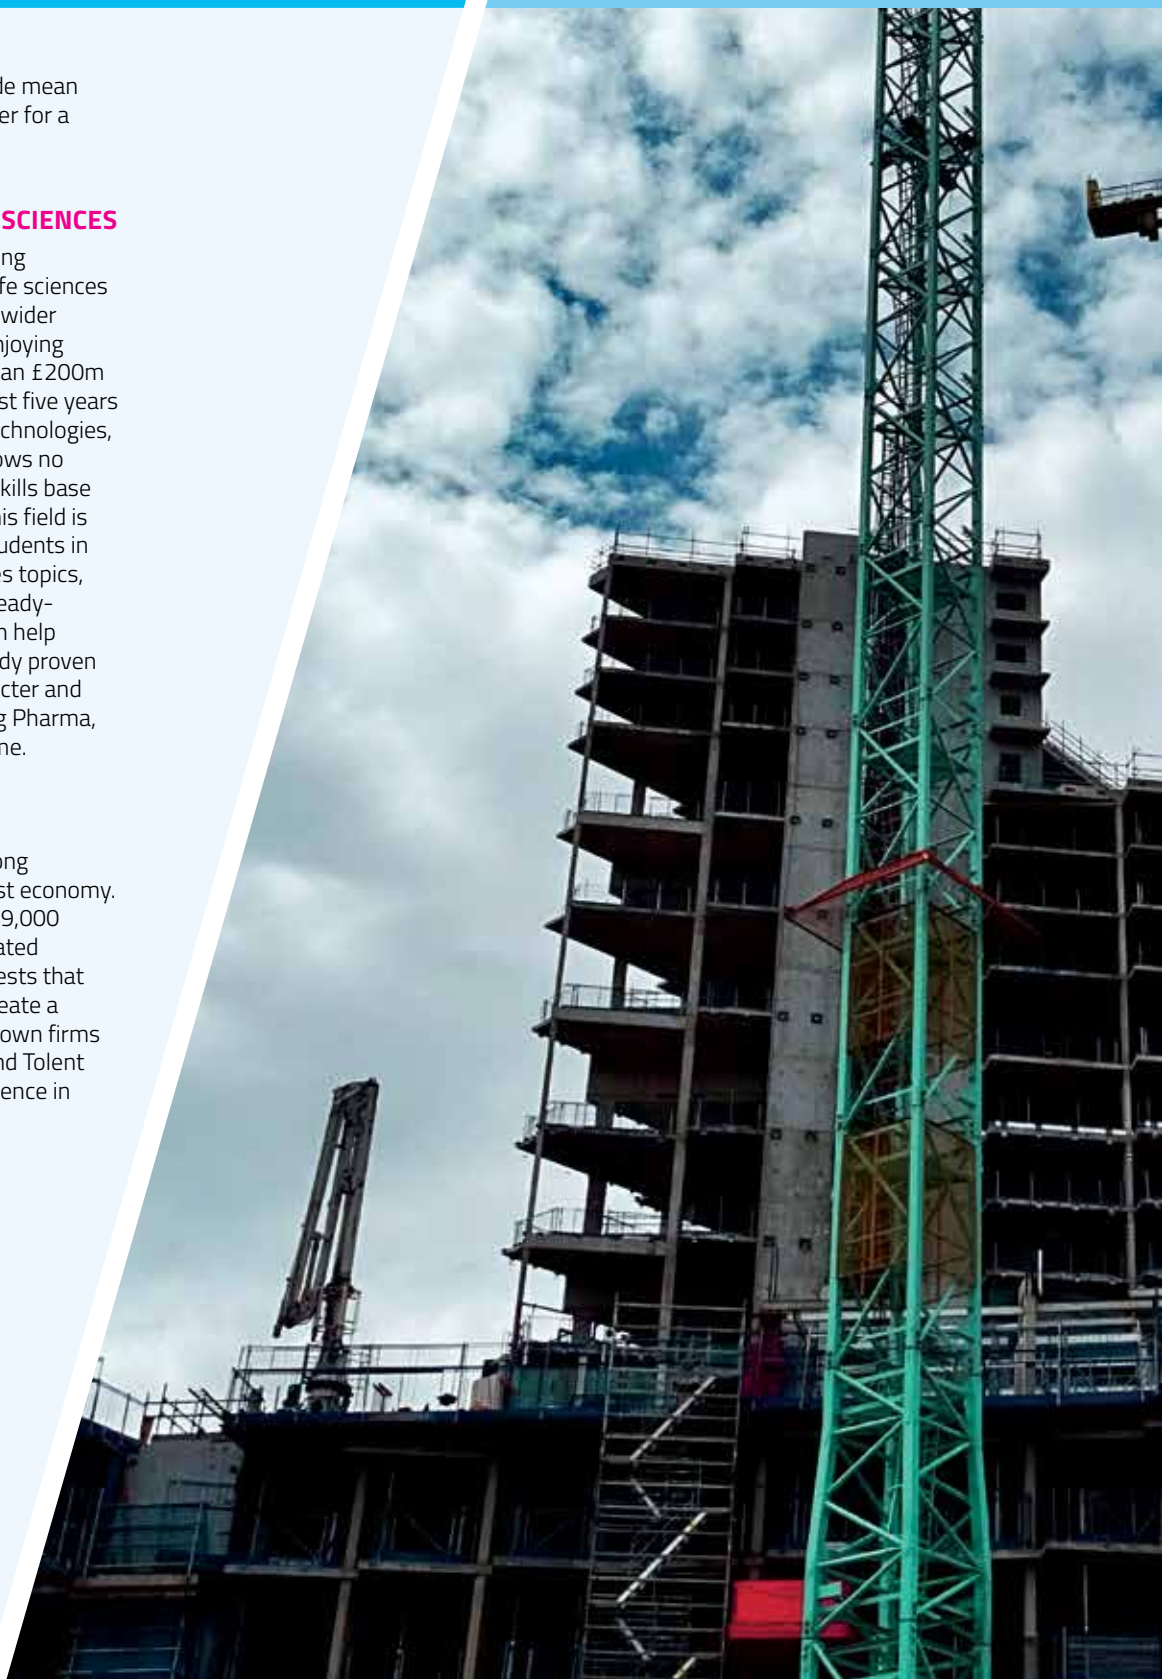 de mean
er for a
SCIENCES
ng
fe sciences
wider
njoying
an £200m
st five years
chnologies,
ows no
kills base
is field is
udents in
es topics,
eady-
n help
dy proven
cter and
g Pharma,
ne.
ong
st economy.
9,000
ated
ests that
eate a
own firms
nd Tolent
ence in